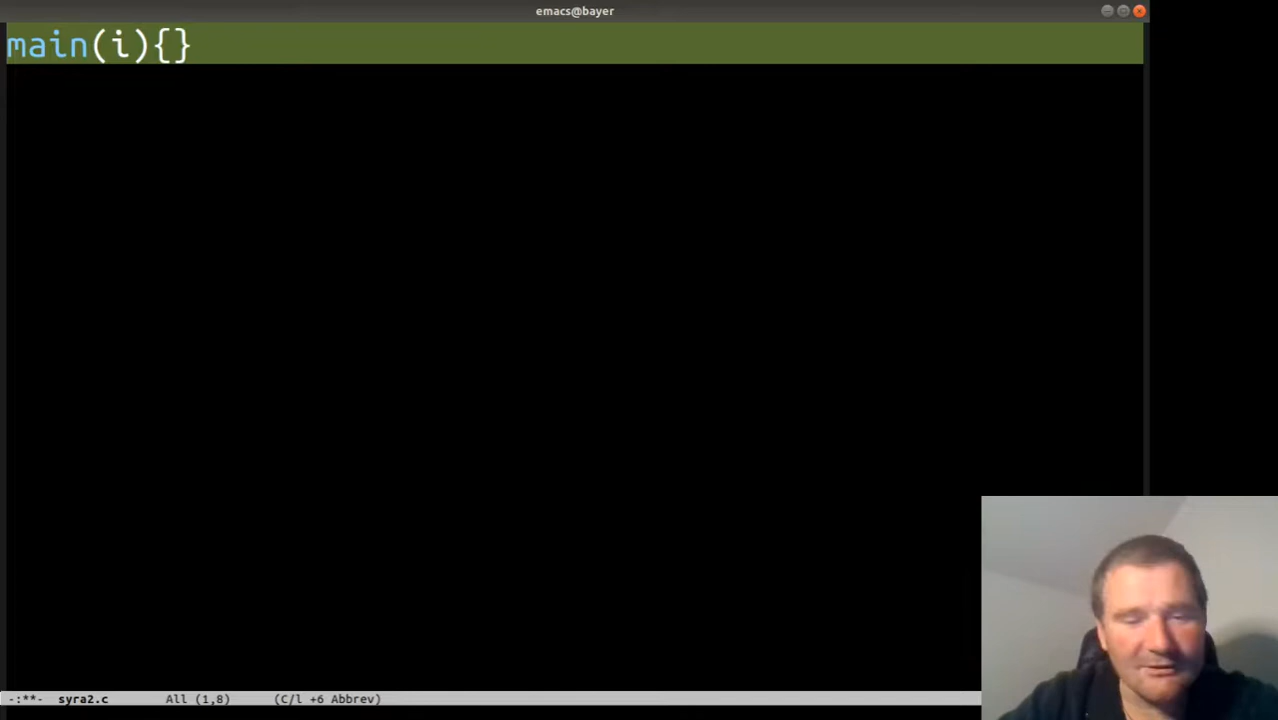 emacs@bayer
main(i){}
-:**- syra2.c All (1,8) (C/l +6 Abbrev)